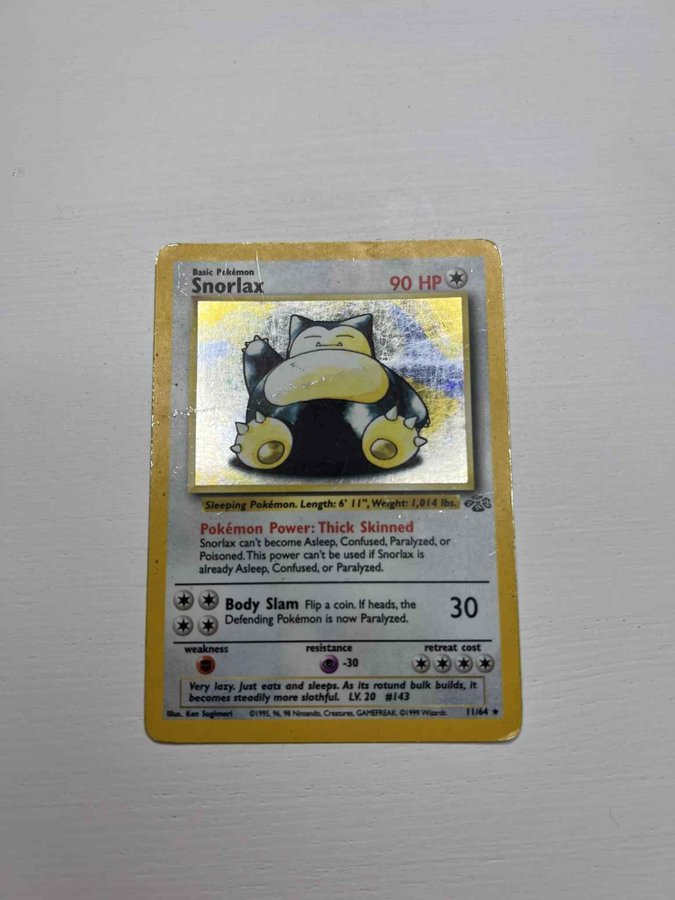 Basic Pokémon
Snorlax
90 HP
Sleeping Pokémon. Length: 6' 11", Weight: 1,014 lbs.
Pokémon Power: Thick Skinned
Snorlax can't become Asleep, Confused, Paralyzed, or
Poisoned. This power can't be used if Snorlax is
already Asleep, Confused, or Paralyzed.
Body Slam Flip a coin. If heads, the
Defending Pokémon is now Paralyzed.
30
weakness
resistance
-30
retreat cost
Very lazy. Just eats and sleeps. As its rotund bulk builds, it
becomes steadily more slothful. LV. 20 #143
Illus. Ken Sugimori
©1995, 96, 98 Nintendo, Creatures, GAMEFREAK. ©1999 Wizards.
11/64 ★